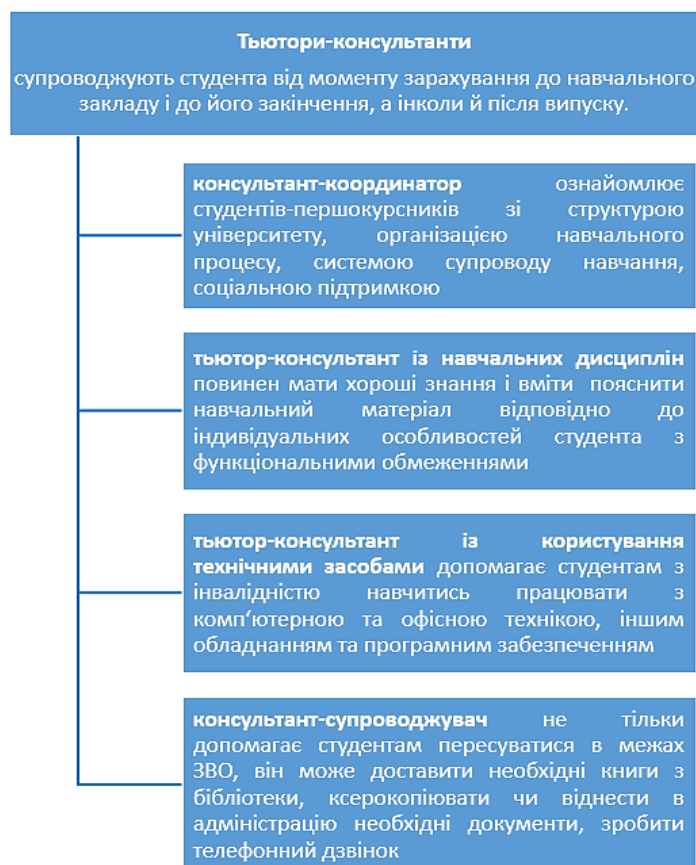 Тьютори-консультанти
супроводжують студента від моменту зарахування до навчального
закладу і до його закінчення, а інколи й після випуску.
консультант-координатор ознайомлює
студентів-першокурсників зі структурою
університету, організацією навчального
процесу, системою супроводу навчання,
соціальною підтримкою
тьютор-консультант із навчальних дисциплін
повинен мати хороші знання і вміти пояснити
навчальний матеріал відповідно до
індивідуальних особливостей студента з
функціональними обмеженнями
тьютор-консультант із користування
технічними засобами допомагає студентам з
інвалідністю навчитись працювати з
комп‘ютерною та офісною технікою, іншим
обладнанням та програмним забезпеченням
консультант-супроводжувач не тільки
допомагає студентам пересуватися в межах
ЗВО, він може доставити необхідні книги з
бібліотеки, ксерокопіювати чи віднести в
адміністрацію необхідні документи, зробити
телефонний дзвінок